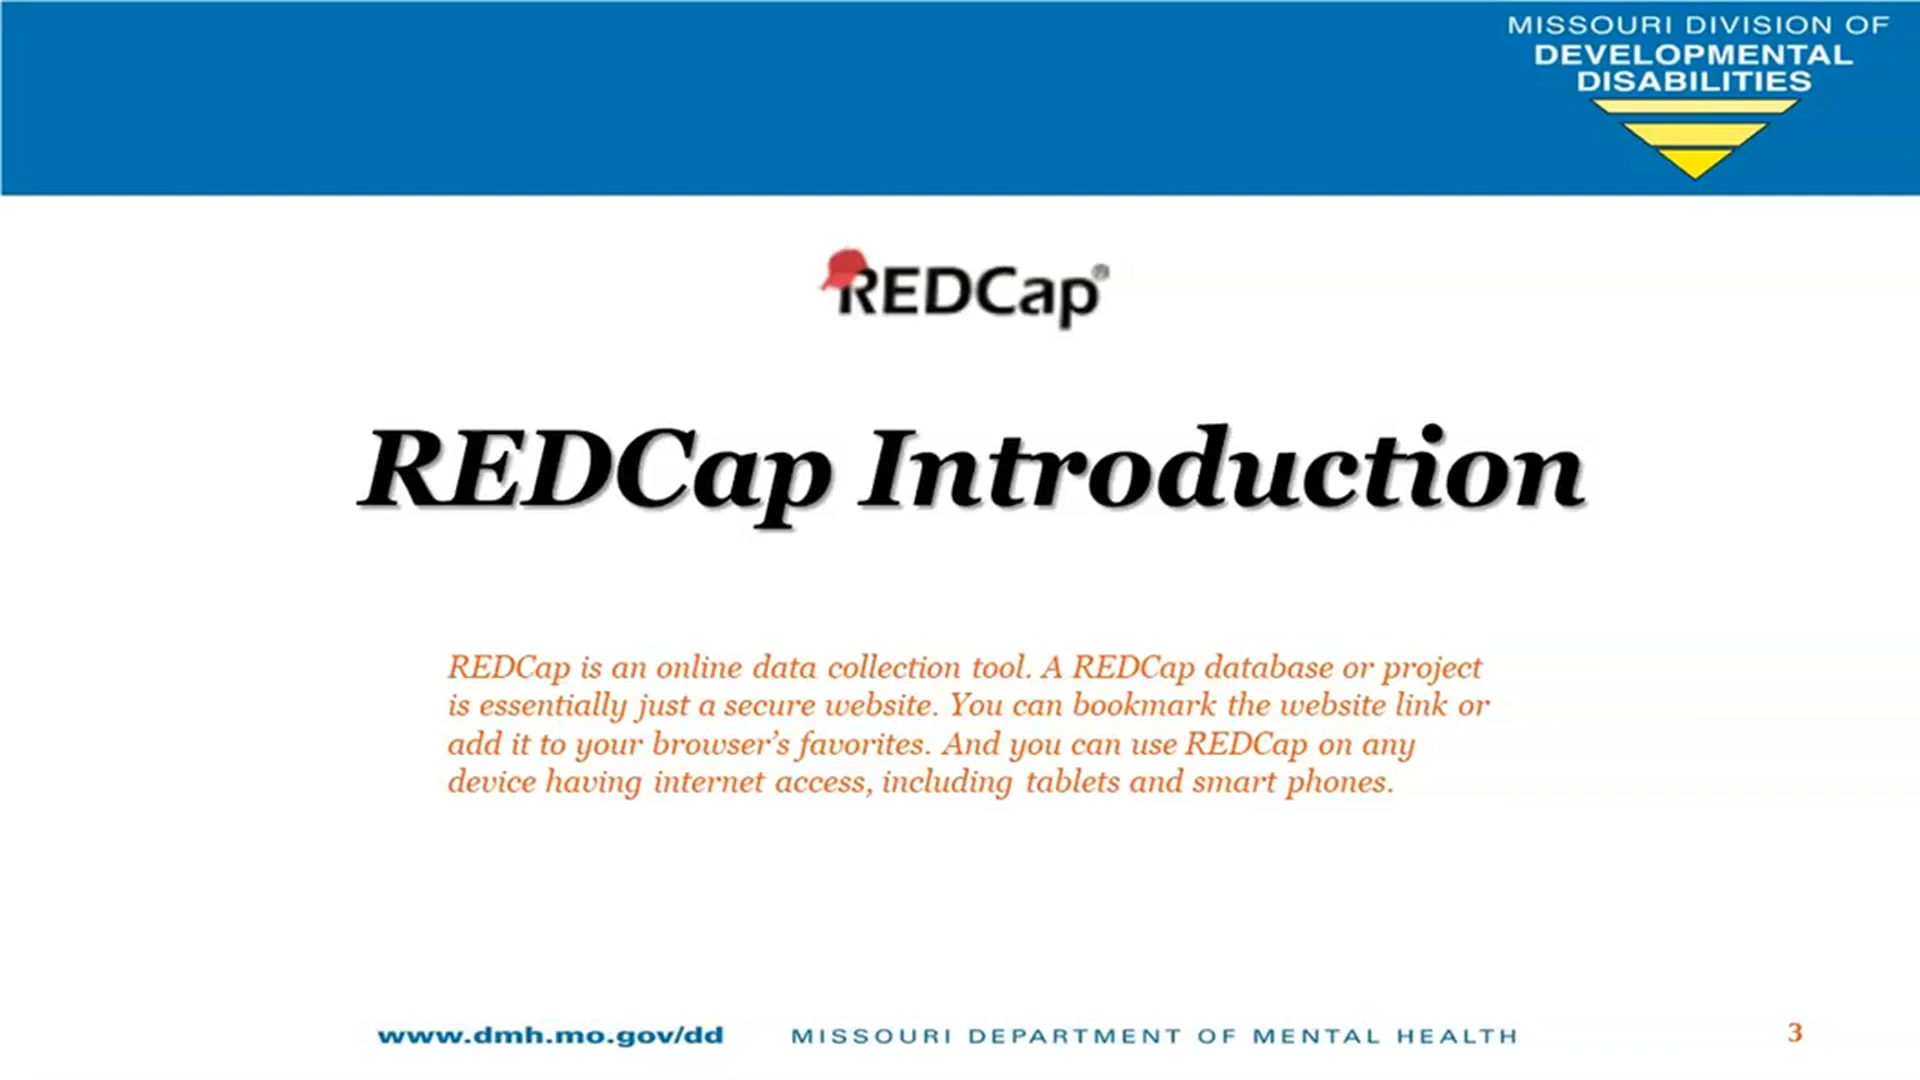 MISSOURI DIVISION OF
DEVELOPMENTAL
DISABILITIES
REDCap®
REDCap Introduction
REDCap is an online data collection tool. A REDCap database or project
is essentially just a secure website. You can bookmark the website link or
add it to your browser’s favorites. And you can use REDCap on any
device having internet access, including tablets and smart phones.
www.dmh.mo.gov/dd MISSOURI DEPARTMENT OF MENTAL HEALTH 3